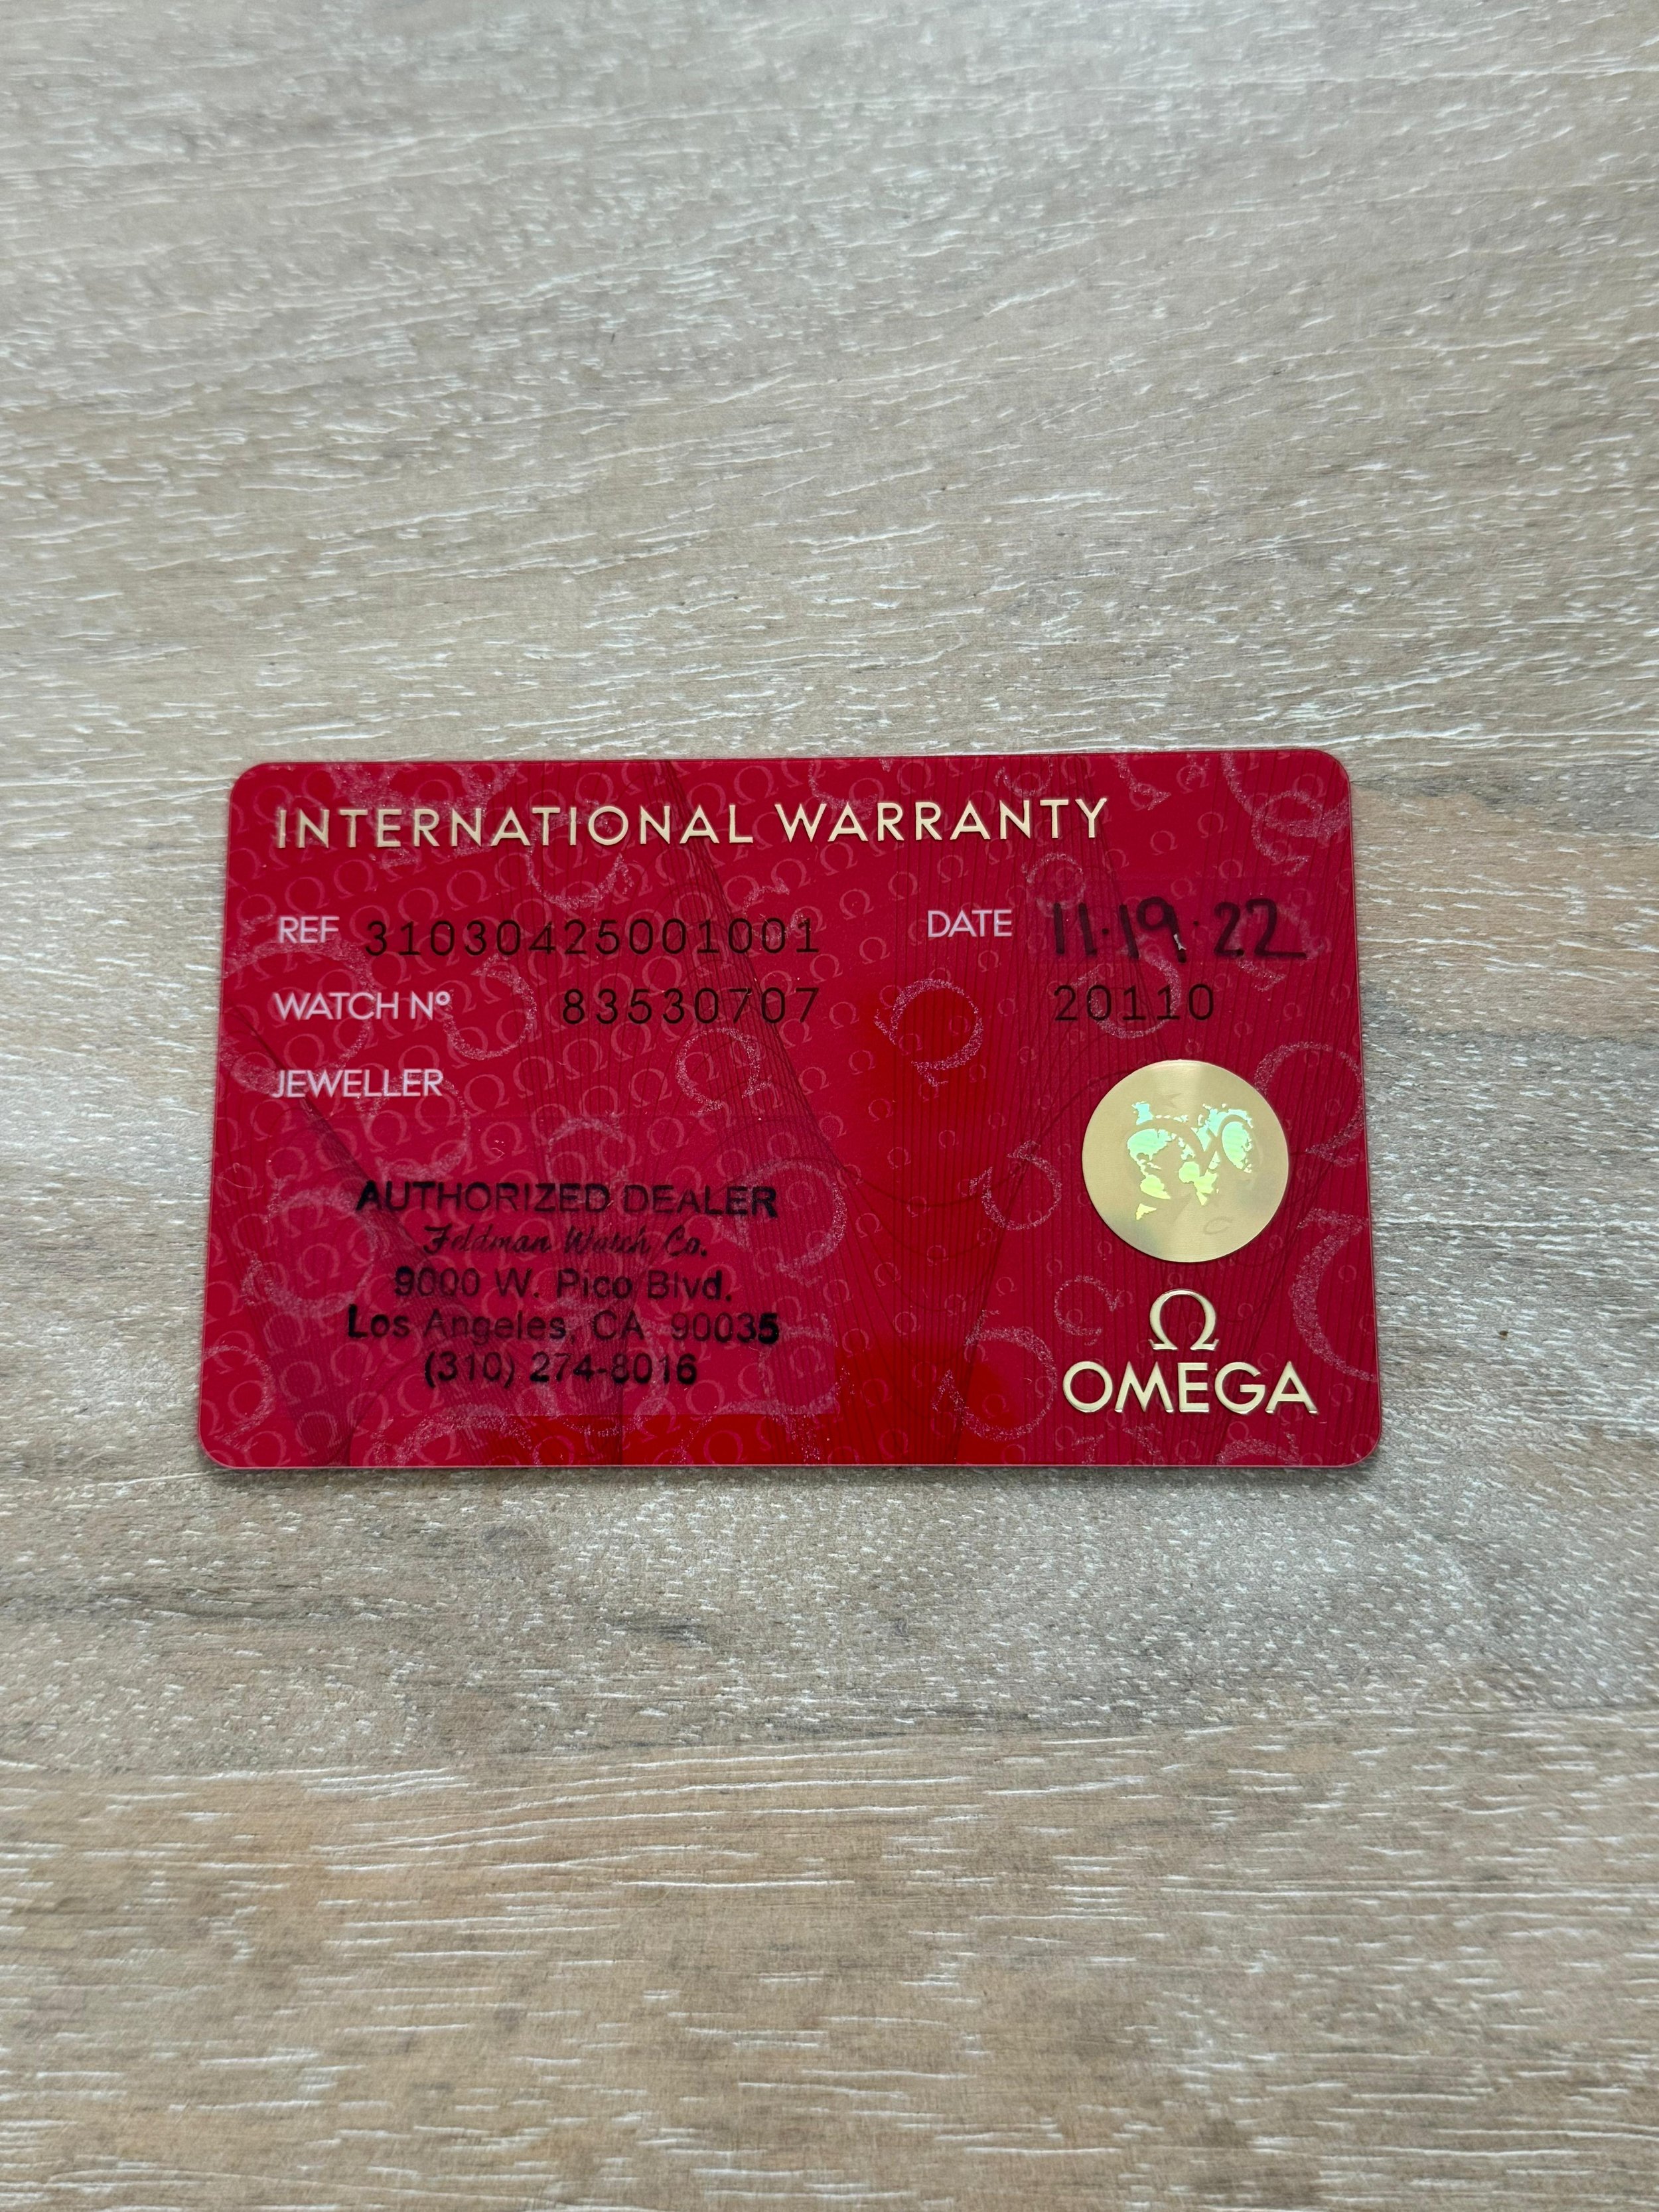 INTERNATIONAL WARRANTY
REF 31030425001001 DATE 11·19·22
WATCH Nº 83530707 20110
JEWELLER
AUTHORIZED DEALER
Feldman Watch Co.
9000 W. Pico Blvd.
Los Angeles, CA 90035
(310) 274-8016
Ω
OMEGA